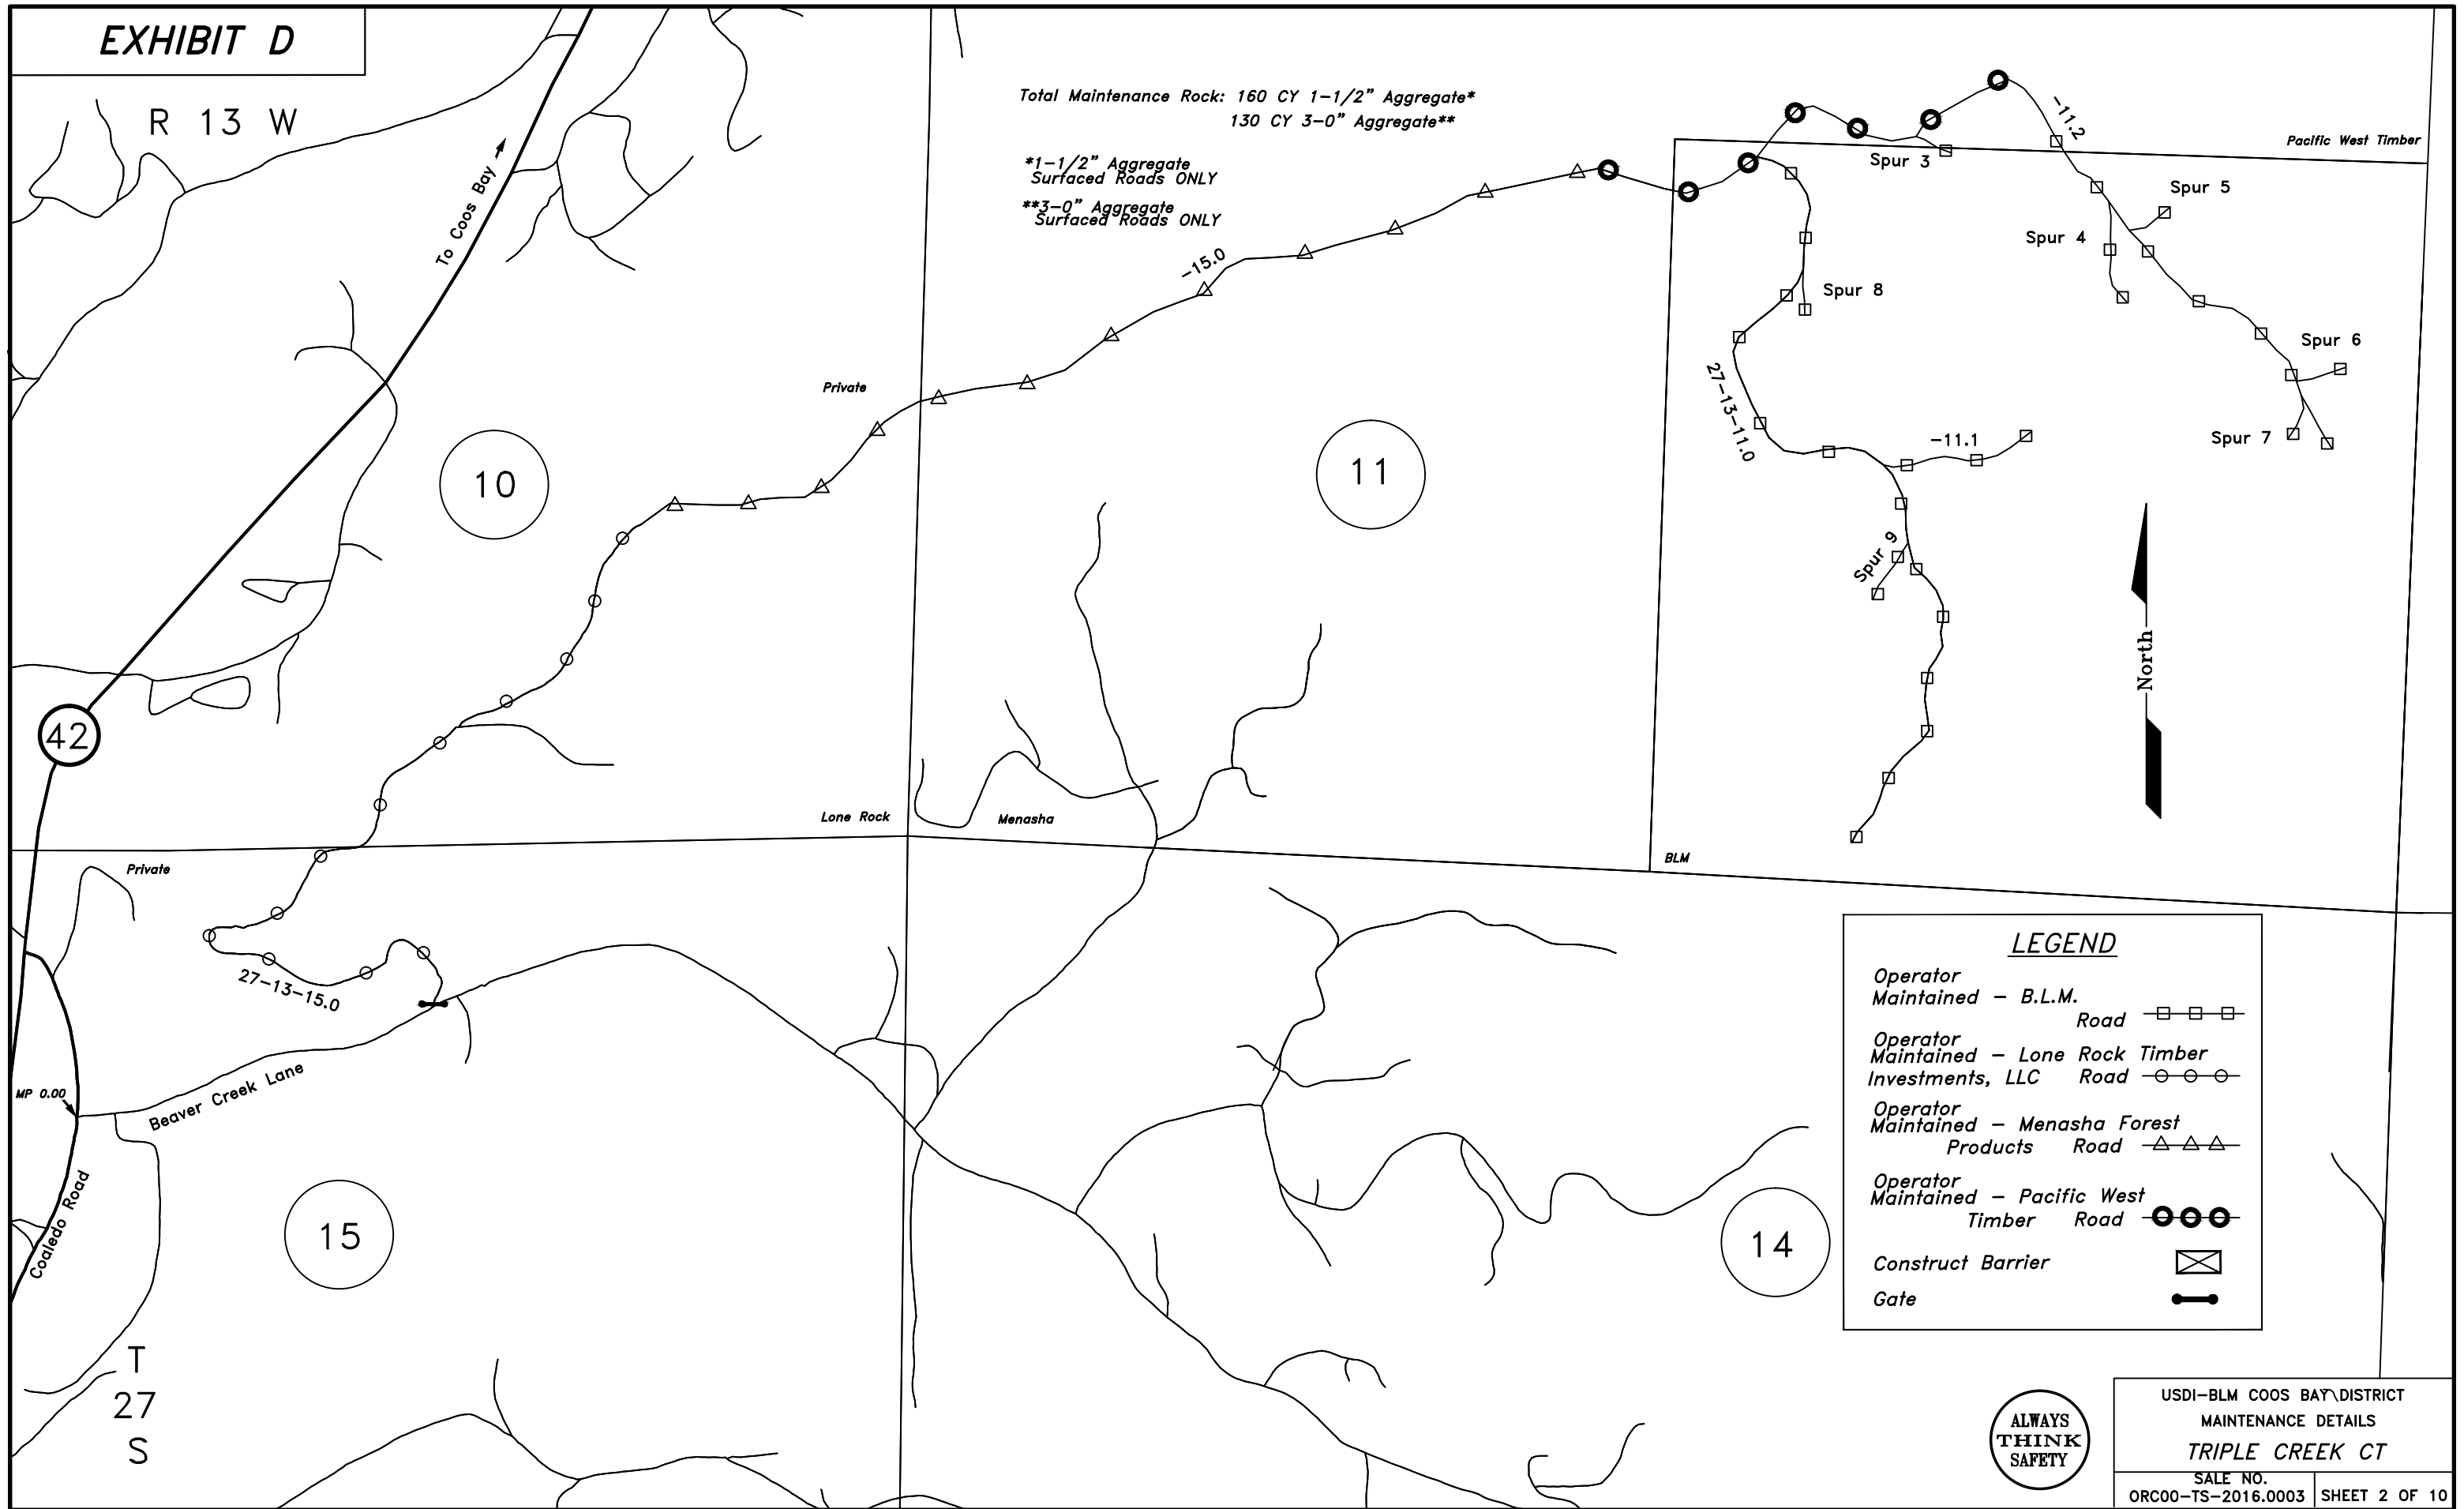 EXHIBIT D
R 13 W
To Coos Bay
Total Maintenance Rock: 160 CY 1-1/2" Aggregate*
130 CY 3-0" Aggregate**
*1-1/2" Aggregate
Surfaced Roads ONLY
**3-0" Aggregate
Surfaced Roads ONLY
-15.0
-11.2
Pacific West Timber
Spur 3
Spur 5
Spur 4
Spur 8
Spur 6
Spur 7
27-13-11.0
-11.1
Spur 9
Private
10
11
North
42
Lone Rock
Menasha
BLM
Private
27-13-15.0
MP 0.00
Beaver Creek Lane
Coaledo Road
15
14
T
27
S
LEGEND
Operator
Maintained - B.L.M.
Road
Operator
Maintained - Lone Rock Timber
Investments, LLC Road
Operator
Maintained - Menasha Forest
Products Road
Operator
Maintained - Pacific West
Timber Road
Construct Barrier
Gate
ALWAYS
THINK
SAFETY
USDI-BLM COOS BAY DISTRICT
MAINTENANCE DETAILS
TRIPLE CREEK CT
SALE NO.
ORC00-TS-2016.0003
SHEET 2 OF 10